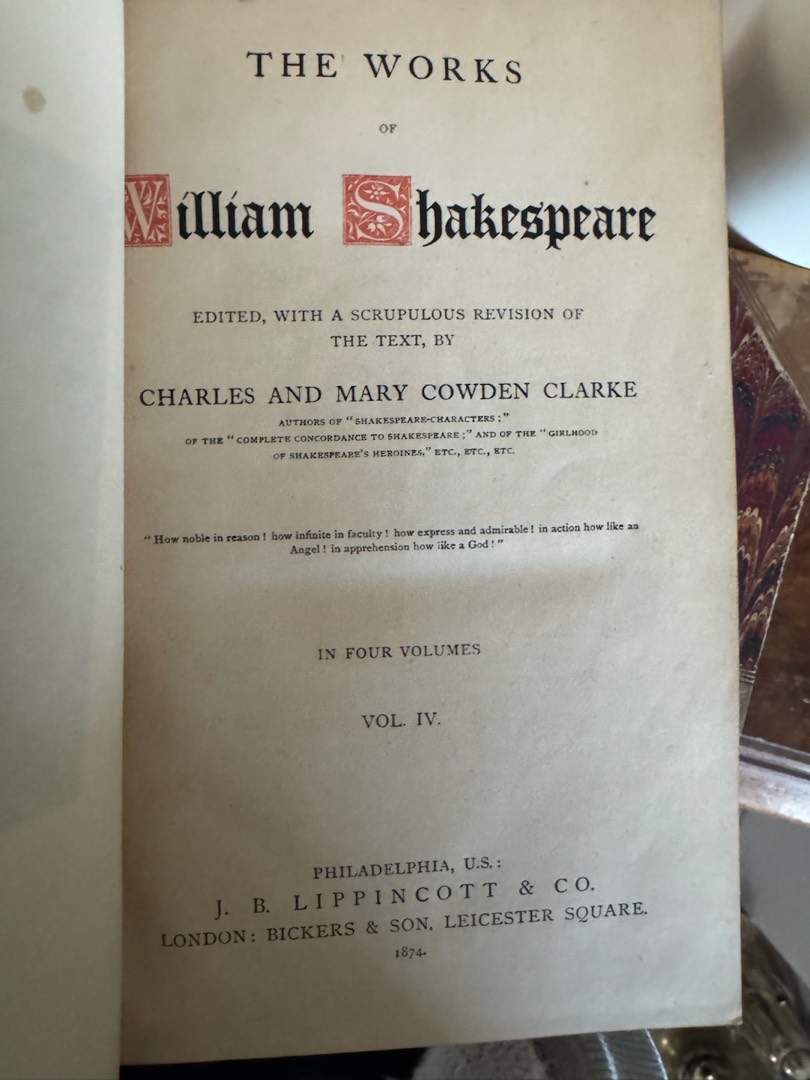 THE WORKS
OF
William Shakespeare
EDITED, WITH A SCRUPULOUS REVISION OF
THE TEXT, BY
CHARLES AND MARY COWDEN CLARKE
AUTHORS OF "SHAKESPEARE-CHARACTERS;"
OF THE "COMPLETE CONCORDANCE TO SHAKESPEARE;" AND OF THE "GIRLHOOD
OF SHAKESPEARE'S HEROINES," ETC., ETC., ETC.
"How noble in reason! how infinite in faculty! how express and admirable! in action how like an
Angel! in apprehension how like a God!"
IN FOUR VOLUMES
VOL. IV.
PHILADELPHIA, U.S.:
J. B. LIPPINCOTT & CO.
LONDON: BICKERS & SON, LEICESTER SQUARE.
1874.